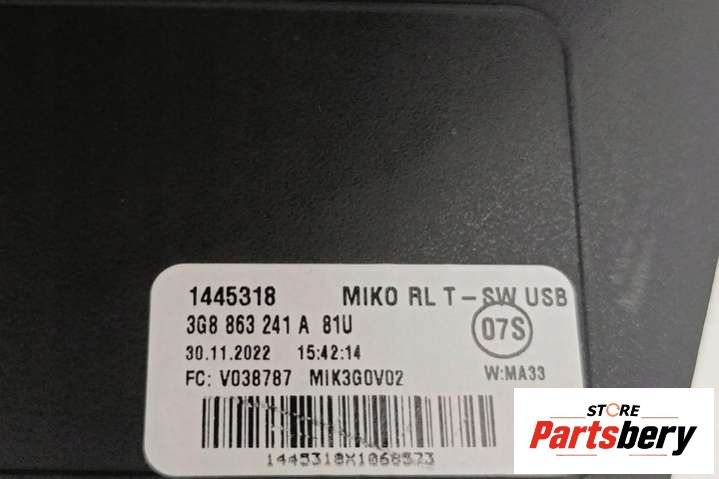 1445318 MIKO RL T-SW USB
3G8 863 241 A 81U
07S
30.11.2022 15:42:14
FC: V038787 MIK3G0V02 W:MA33
1445318X1068573
STORE
Partsbery